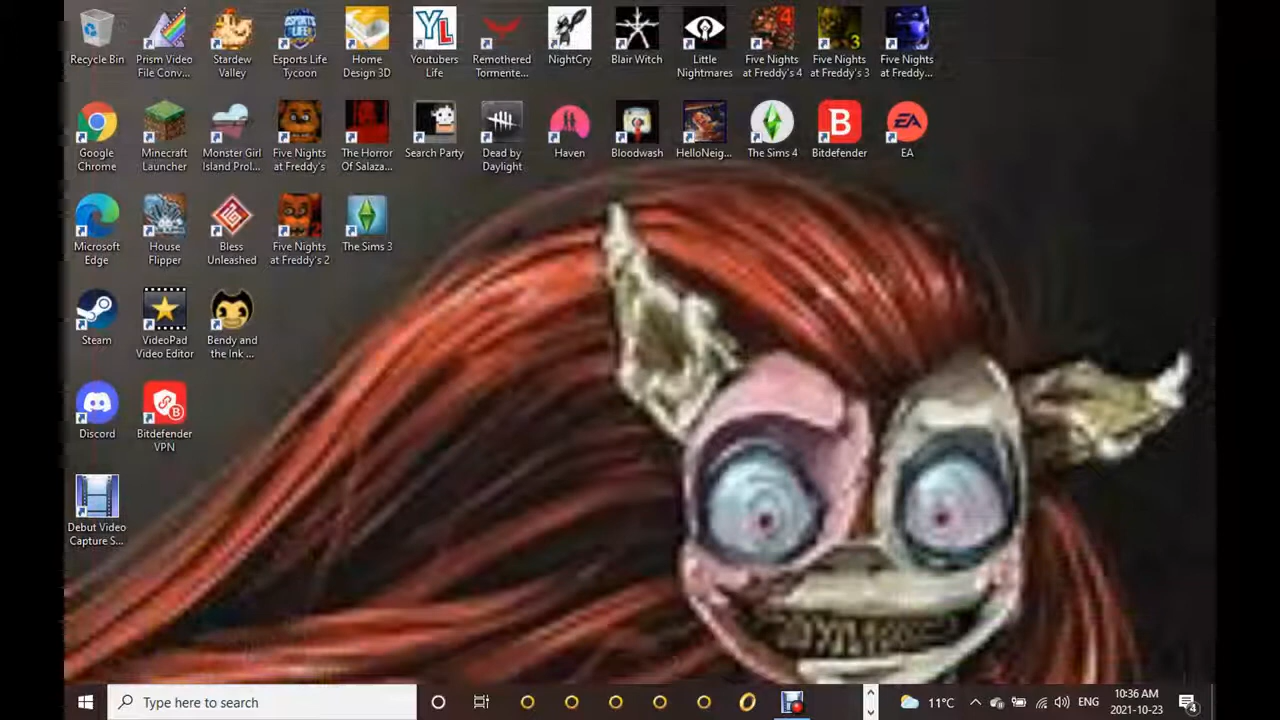 Recycle Bin
Prism Video File Conv...
Stardew Valley
Esports Life Tycoon
Home Design 3D
Youtubers Life
Remothered Tormente...
NightCry
Blair Witch
Little Nightmares
Five Nights at Freddy's 4
Five Nights at Freddy's 3
Five Nights at Freddy...
Google Chrome
Minecraft Launcher
Monster Girl Island Prol...
Five Nights at Freddy's
The Horror Of Salaza...
Search Party
Dead by Daylight
Haven
Bloodwash
HelloNeig...
The Sims 4
Bitdefender
EA
Microsoft Edge
House Flipper
Bless Unleashed
Five Nights at Freddy's 2
The Sims 3
Steam
VideoPad Video Editor
Bendy and the Ink ...
Discord
Bitdefender VPN
Debut Video Capture S...
Type here to search
11°C
ENG
10:36 AM
2021-10-23
4